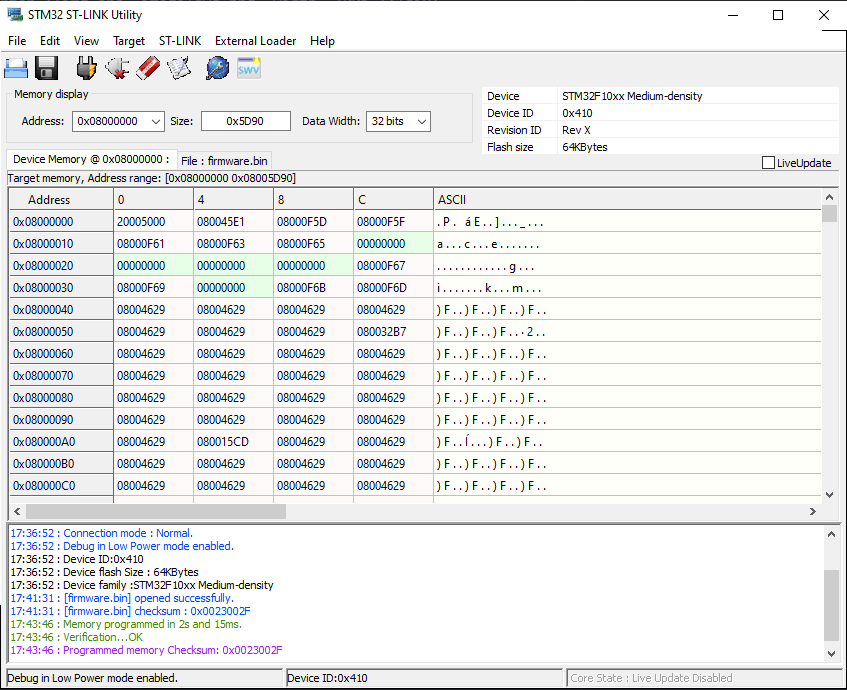 STM32 ST-LINK Utility
File Edit View Target ST-LINK External Loader Help
SWV
Memory display
Address: 0x08000000 Size: 0x5D90 Data Width: 32 bits
Device STM32F10xx Medium-density
Device ID 0x410
Revision ID Rev X
Flash size 64KBytes
LiveUpdate
Device Memory @ 0x08000000 : File : firmware.bin
Target memory, Address range: [0x08000000 0x08005D90]
Address 0 4 8 C ASCII
0x08000000 20005000 080045E1 08000F5D 08000F5F .P. áE..]..._...
0x08000010 08000F61 08000F63 08000F65 00000000 a...c...e.......
0x08000020 00000000 00000000 00000000 08000F67 ............g...
0x08000030 08000F69 00000000 08000F6B 08000F6D i.......k...m...
0x08000040 08004629 08004629 08004629 08004629 )F..)F..)F..)F..
0x08000050 08004629 08004629 08004629 080032B7 )F..)F..)F..·2..
0x08000060 08004629 08004629 08004629 08004629 )F..)F..)F..)F..
0x08000070 08004629 08004629 08004629 08004629 )F..)F..)F..)F..
0x08000080 08004629 08004629 08004629 08004629 )F..)F..)F..)F..
0x08000090 08004629 08004629 08004629 08004629 )F..)F..)F..)F..
0x080000A0 08004629 080015CD 08004629 08004629 )F..Í...)F..)F..
0x080000B0 08004629 08004629 08004629 08004629 )F..)F..)F..)F..
0x080000C0 08004629 08004629 08004629 08004629 )F..)F..)F..)F..
17:36:52 : Connection mode : Normal.
17:36:52 : Debug in Low Power mode enabled.
17:36:52 : Device ID:0x410
17:36:52 : Device flash Size : 64KBytes
17:36:52 : Device family :STM32F10xx Medium-density
17:41:31 : [firmware.bin] opened successfully.
17:41:31 : [firmware.bin] checksum : 0x0023002F
17:43:46 : Memory programmed in 2s and 15ms.
17:43:46 : Verification...OK
17:43:46 : Programmed memory Checksum: 0x0023002F
Debug in Low Power mode enabled. Device ID:0x410 Core State : Live Update Disabled